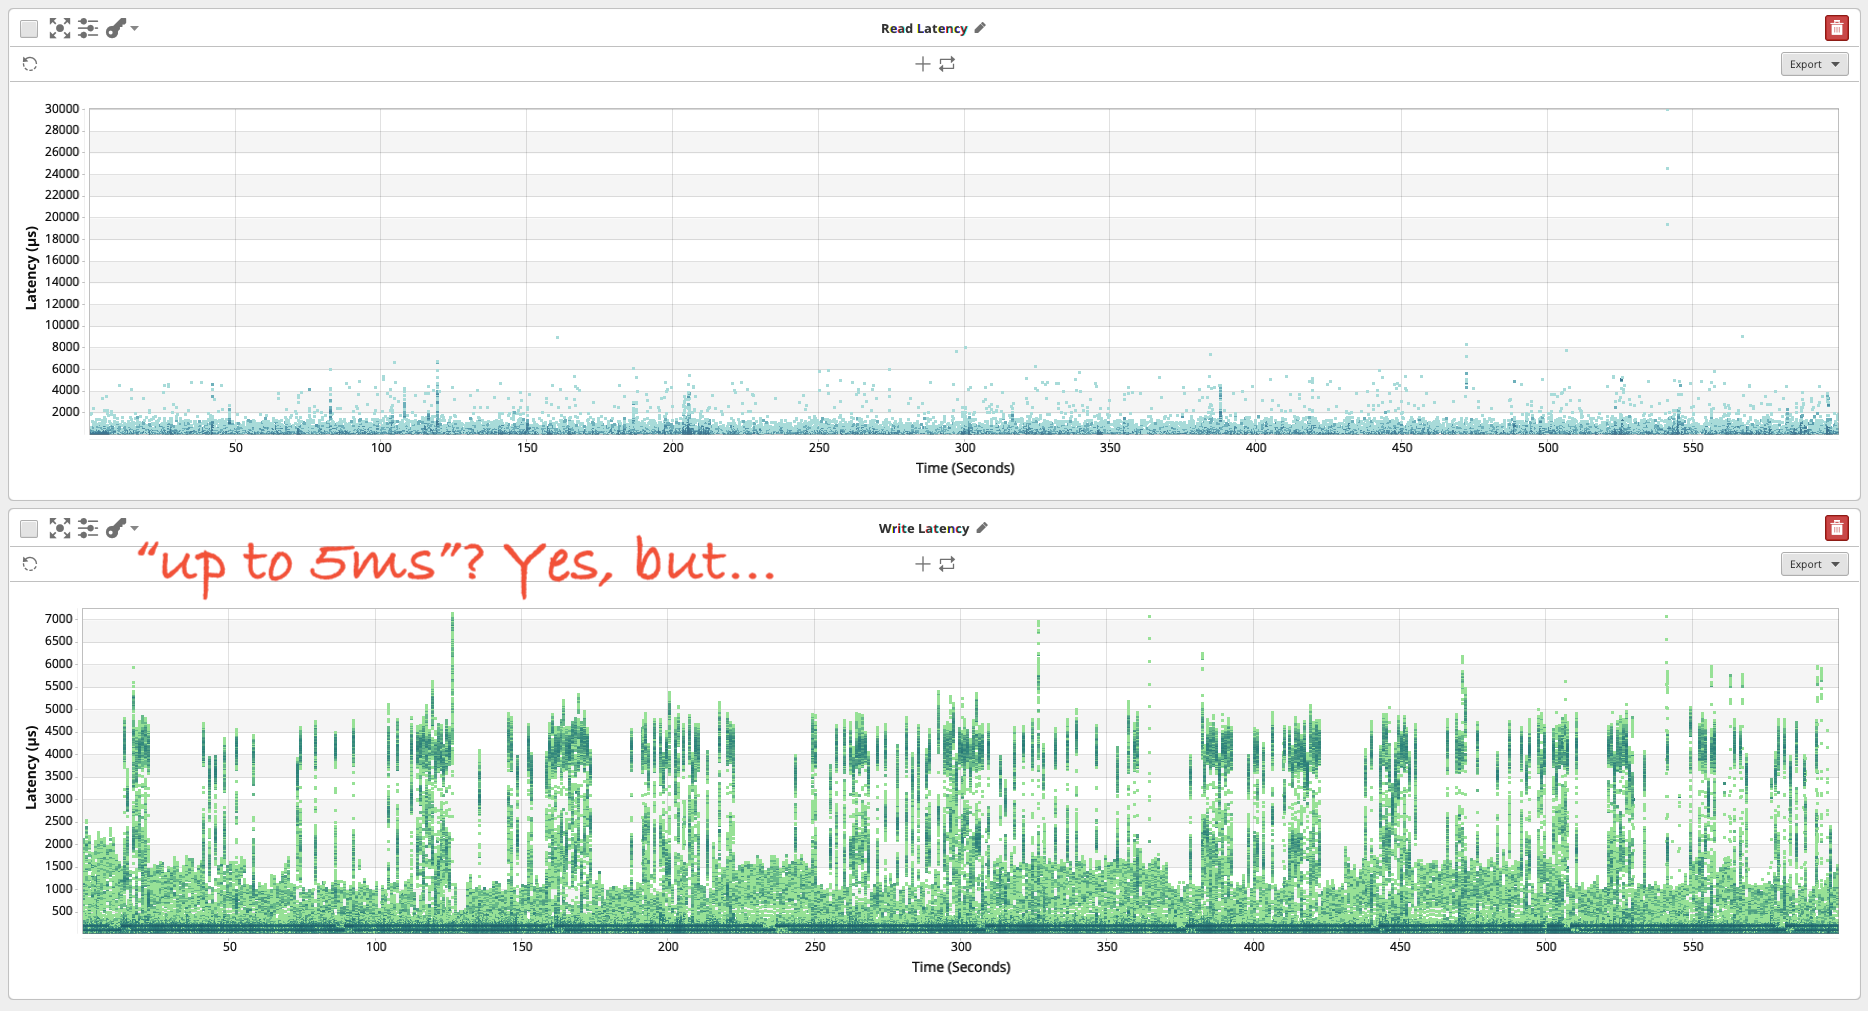 Read Latency
Export
30000
28000
26000
24000
22000
20000
18000
16000
14000
12000
10000
8000
6000
4000
2000
Latency (µs)
50 100 150 200 250 300 350 400 450 500 550
Time (Seconds)
Write Latency
"up to 5ms"? Yes, but...
Export
7000
6500
6000
5500
5000
4500
4000
3500
3000
2500
2000
1500
1000
500
Latency (µs)
50 100 150 200 250 300 350 400 450 500 550
Time (Seconds)